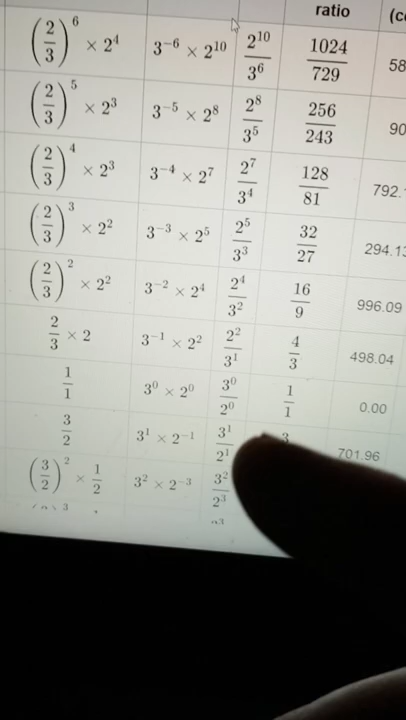 ratio (c
(2/3)^6 × 2^4 3^−6 × 2^10 2^10/3^6 1024/729 58
(2/3)^5 × 2^3 3^−5 × 2^8 2^8/3^5 256/243 90
(2/3)^4 × 2^3 3^−4 × 2^7 2^7/3^4 128/81 792.
(2/3)^3 × 2^2 3^−3 × 2^5 2^5/3^3 32/27 294.13
(2/3)^2 × 2^2 3^−2 × 2^4 2^4/3^2 16/9 996.09
2/3 × 2 3^−1 × 2^2 2^2/3^1 4/3 498.04
1/1 3^0 × 2^0 3^0/2^0 1/1 0.00
3/2 3^1 × 2^−1 3^1/2^1 3 701.96
(3/2)^2 × 1/2 3^2 × 2^−3 3^2/2^3